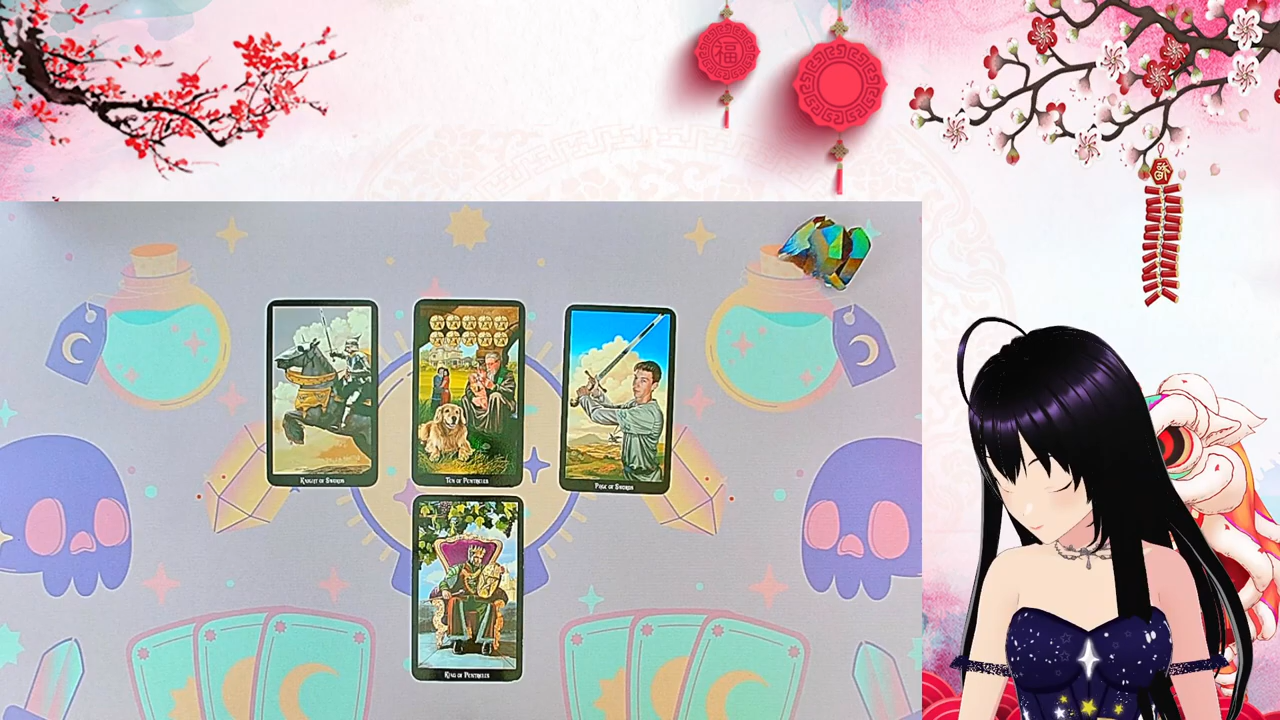 福
Knight of Swords
Ten of Pentacles
Page of Swords
King of Pentacles